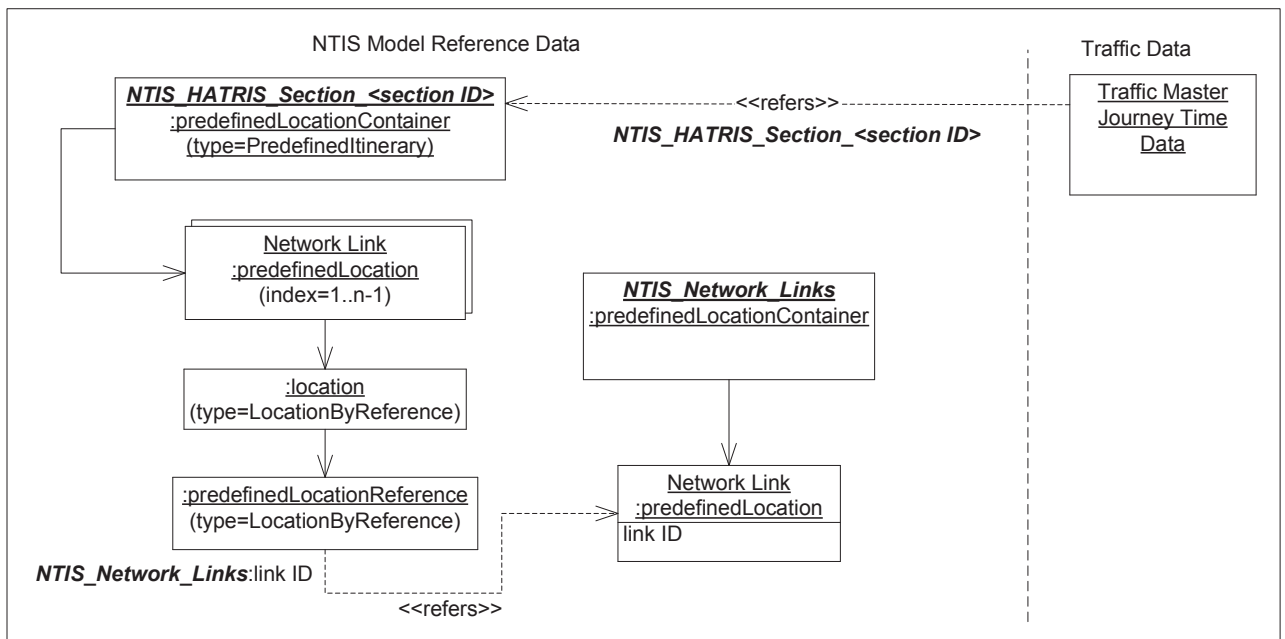 NTIS Model Reference Data
Traffic Data
NTIS_HATRIS_Section_<section ID>
:predefinedLocationContainer
(type=PredefinedItinerary)
<<refers>>
NTIS_HATRIS_Section_<section ID>
Traffic Master
Journey Time
Data
Network Link
:predefinedLocation
(index=1..n-1)
NTIS_Network_Links
:predefinedLocationContainer
:location
(type=LocationByReference)
:predefinedLocationReference
(type=LocationByReference)
Network Link
:predefinedLocation
link ID
NTIS_Network_Links:link ID
<<refers>>